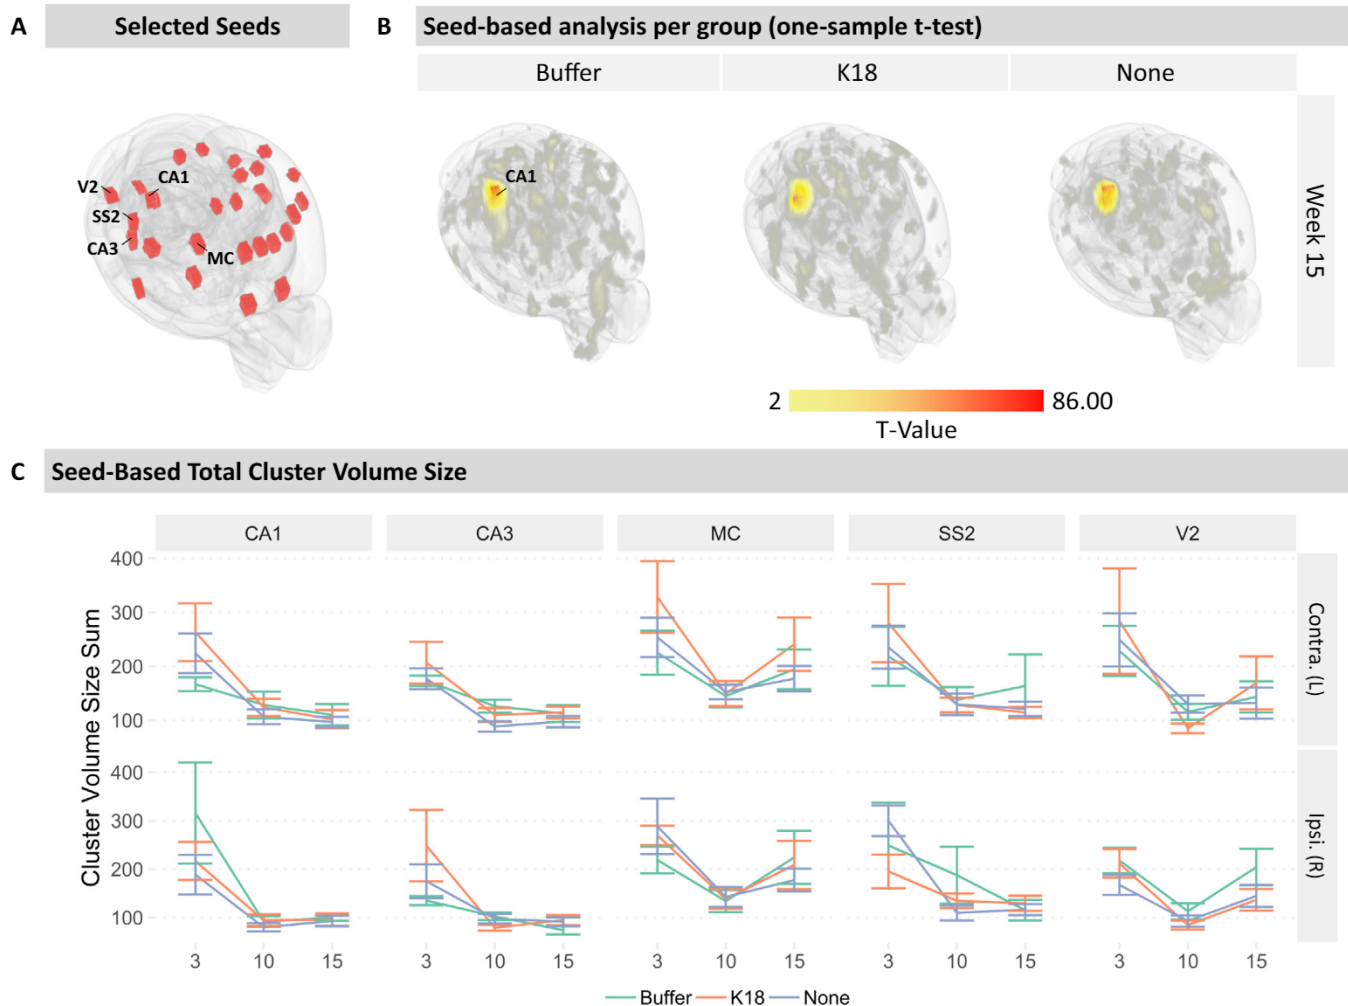 A Selected Seeds
B Seed-based analysis per group (one-sample t-test)
Buffer K18 None
V2 CA1
SS2
CA3 MC
CA1
Week 15
2 86.00
T-Value
C Seed-Based Total Cluster Volume Size
CA1 CA3 MC SS2 V2
Cluster Volume Size Sum
400
300
200
100
Contra. (L)
400
300
200
100
Ipsi. (R)
3 10 15 3 10 15 3 10 15 3 10 15 3 10 15
Buffer K18 None